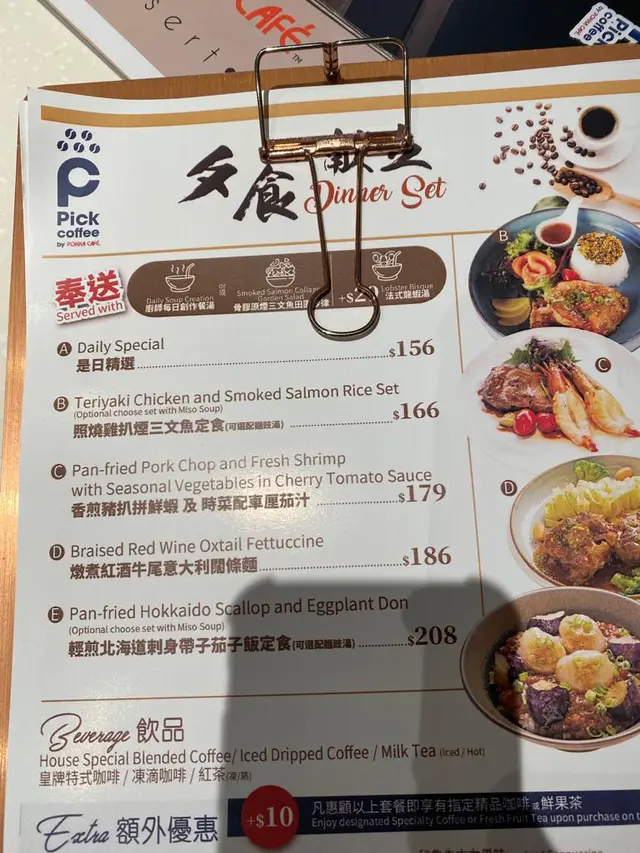 CAFÉ
sert
Pick
coffee
by POKKA CAFÉ
P
Pick
coffee
by POKKA CAFÉ
夕食
Dinner Set
奉送
Served with
Daily Soup Creation
廚師每日創作餐湯
or
或
Smoked Salmon
Garden Salad
+$20
Lobster Bisque
法式龍蝦湯
A Daily Special
是日精選 $156
B Teriyaki Chicken and Smoked Salmon Rice Set
(Optional choose set with Miso Soup)
照燒雞扒煙三文魚定食(可選配麵豉湯) $166
C Pan-fried Pork Chop and Fresh Shrimp
with Seasonal Vegetables in Cherry Tomato Sauce
香煎豬扒拼鮮蝦 及 時菜配車厘茄汁 $179
D Braised Red Wine Oxtail Fettuccine
燉煮紅酒牛尾意大利闊條麵 $186
E Pan-fried Hokkaido Scallop and Eggplant Don
(Optional choose set with Miso Soup)
輕煎北海道刺身帶子茄子飯定食(可選配麵豉湯) $208
B
C
D
Beverage 飲品
House Special Blended Coffee/ Iced Dripped Coffee / Milk Tea (Iced / Hot)
皇牌特式咖啡 / 凍滴咖啡 / 紅茶(凍/熱)
Extra 額外優惠
+$10
凡惠顧以上套餐即享有指定精品咖啡或鮮果茶
Enjoy designated Specialty Coffee or Fresh Fruit Tea upon purchase on